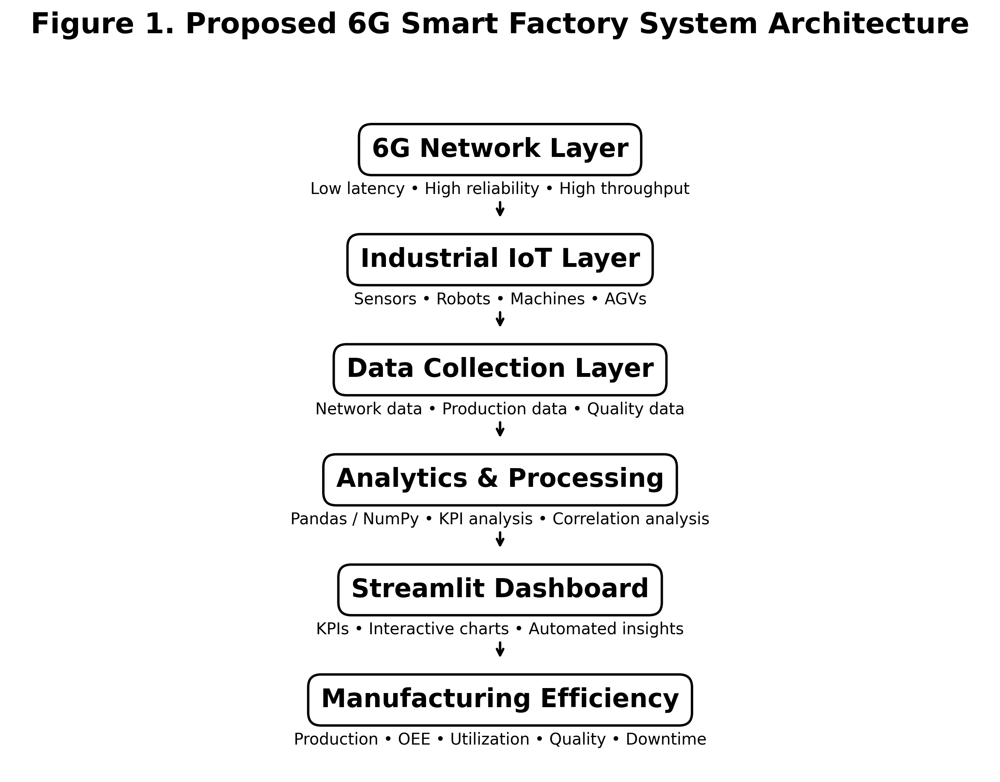 Figure 1. Proposed 6G Smart Factory System Architecture
6G Network Layer
Low latency • High reliability • High throughput
Industrial IoT Layer
Sensors • Robots • Machines • AGVs
Data Collection Layer
Network data • Production data • Quality data
Analytics & Processing
Pandas / NumPy • KPI analysis • Correlation analysis
Streamlit Dashboard
KPIs • Interactive charts • Automated insights
Manufacturing Efficiency
Production • OEE • Utilization • Quality • Downtime